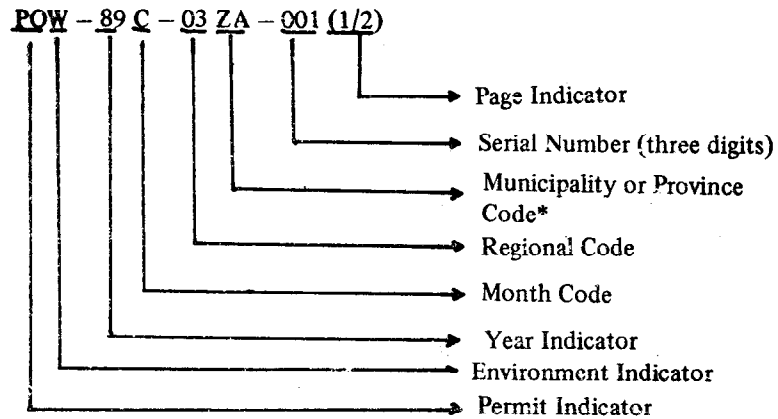 POW – 89 C – 03 ZA – 001 (1/2)
Page Indicator
Serial Number (three digits)
Municipality or Province
Code*
Regional Code
Month Code
Year Indicator
Environment Indicator
Permit Indicator